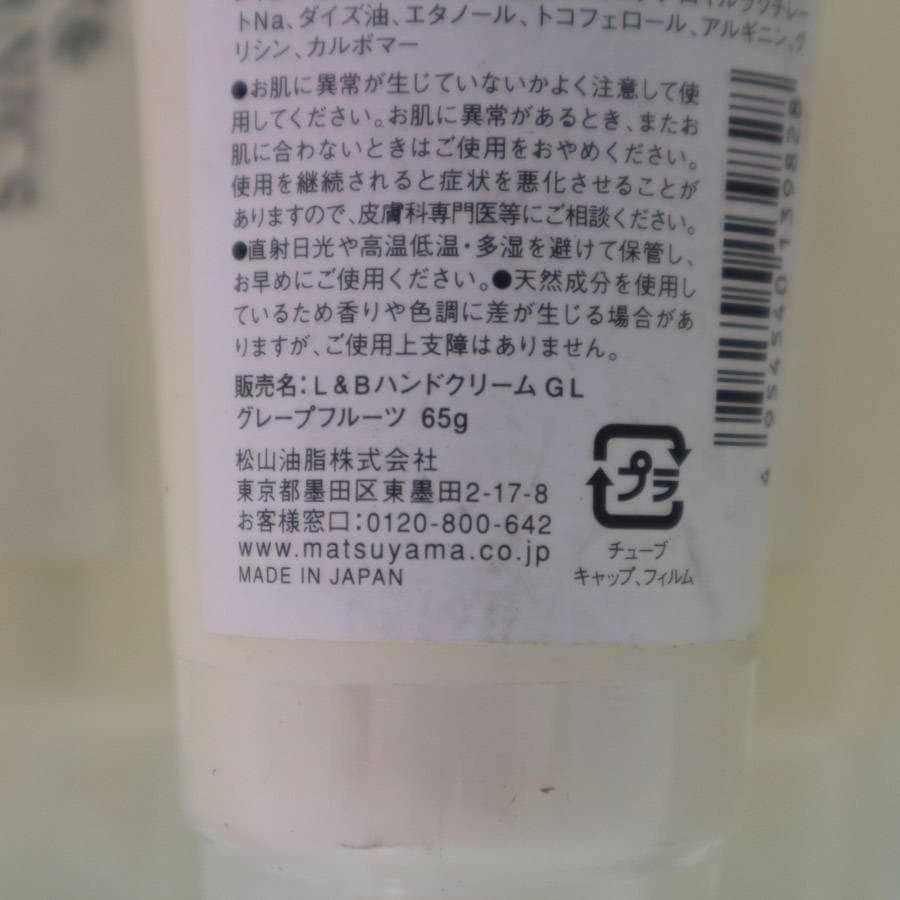 トNa、ダイズ油、エタノール、トコフェロール、アルギニン、グ
リシン、カルボマー
●お肌に異常が生じていないかよく注意して使
用してください。お肌に異常があるとき、またお
肌に合わないときはご使用をおやめください。
使用を継続されると症状を悪化させることが
ありますので、皮膚科専門医等にご相談ください。
●直射日光や高温低温・多湿を避けて保管し、
お早めにご使用ください。●天然成分を使用し
ているため香りや色調に差が生じる場合があ
りますが、ご使用上支障はありません。
販売名:L&BハンドクリームGL
グレープフルーツ 65g
松山油脂株式会社
東京都墨田区東墨田2-17-8
お客様窓口:0120-800-642
www.matsuyama.co.jp
MADE IN JAPAN
プラ
チューブ
キャップ、フィルム